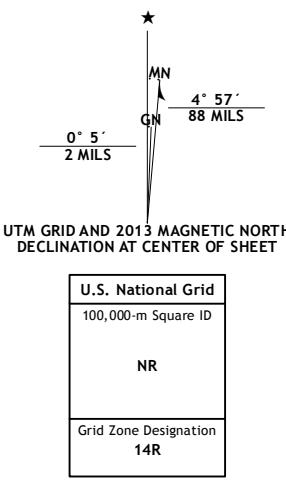 ★
MN
4° 57´
88 MILS
GN
0° 5´
2 MILS
UTM GRID AND 2013 MAGNETIC NORTH
DECLINATION AT CENTER OF SHEET
U.S. National Grid
100,000-m Square ID
NR
Grid Zone Designation
14R